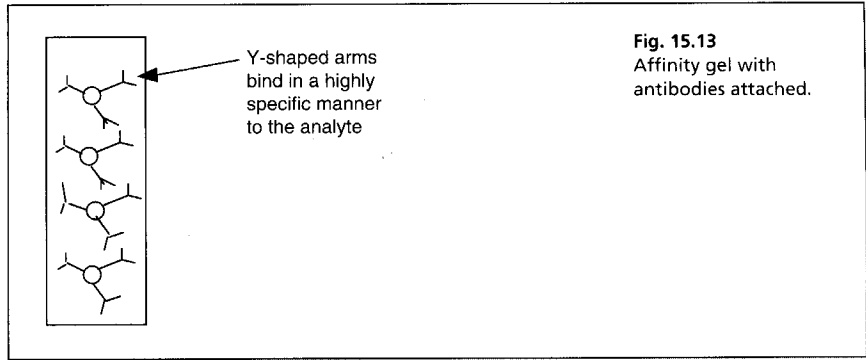 Y-shaped arms
bind in a highly
specific manner
to the analyte
Fig. 15.13
Affinity gel with
antibodies attached.